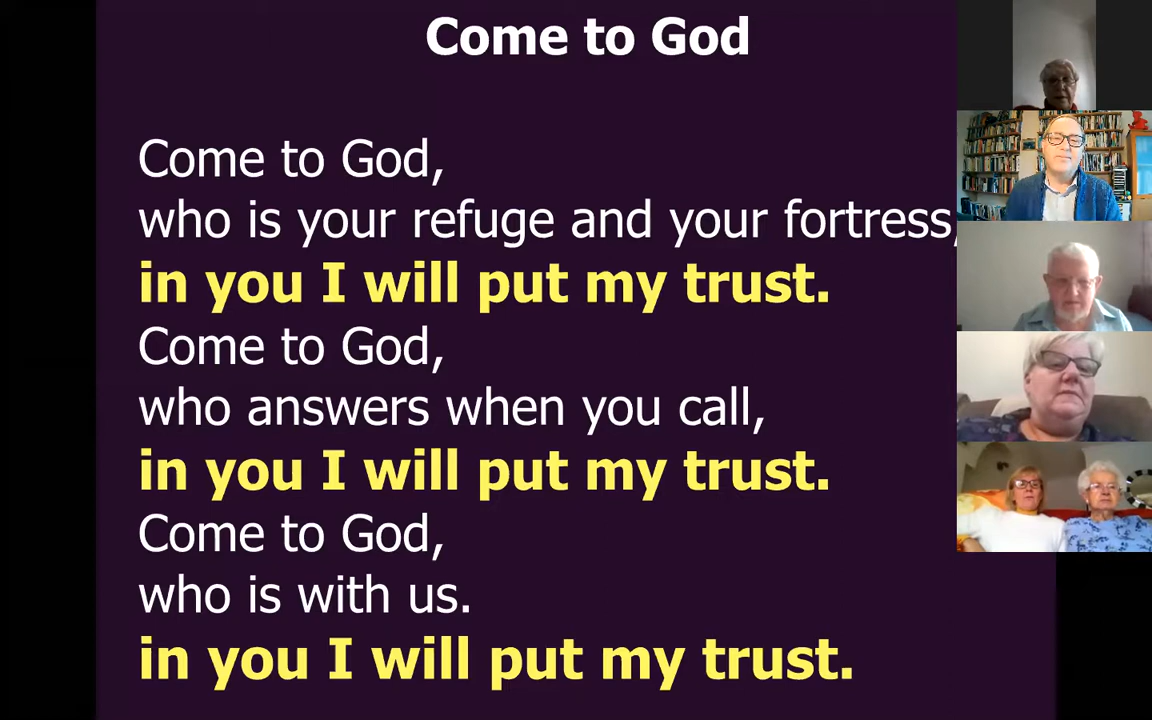 Come to God
Come to God,
who is your refuge and your fortress,
in you I will put my trust.
Come to God,
who answers when you call,
in you I will put my trust.
Come to God,
who is with us.
in you I will put my trust.